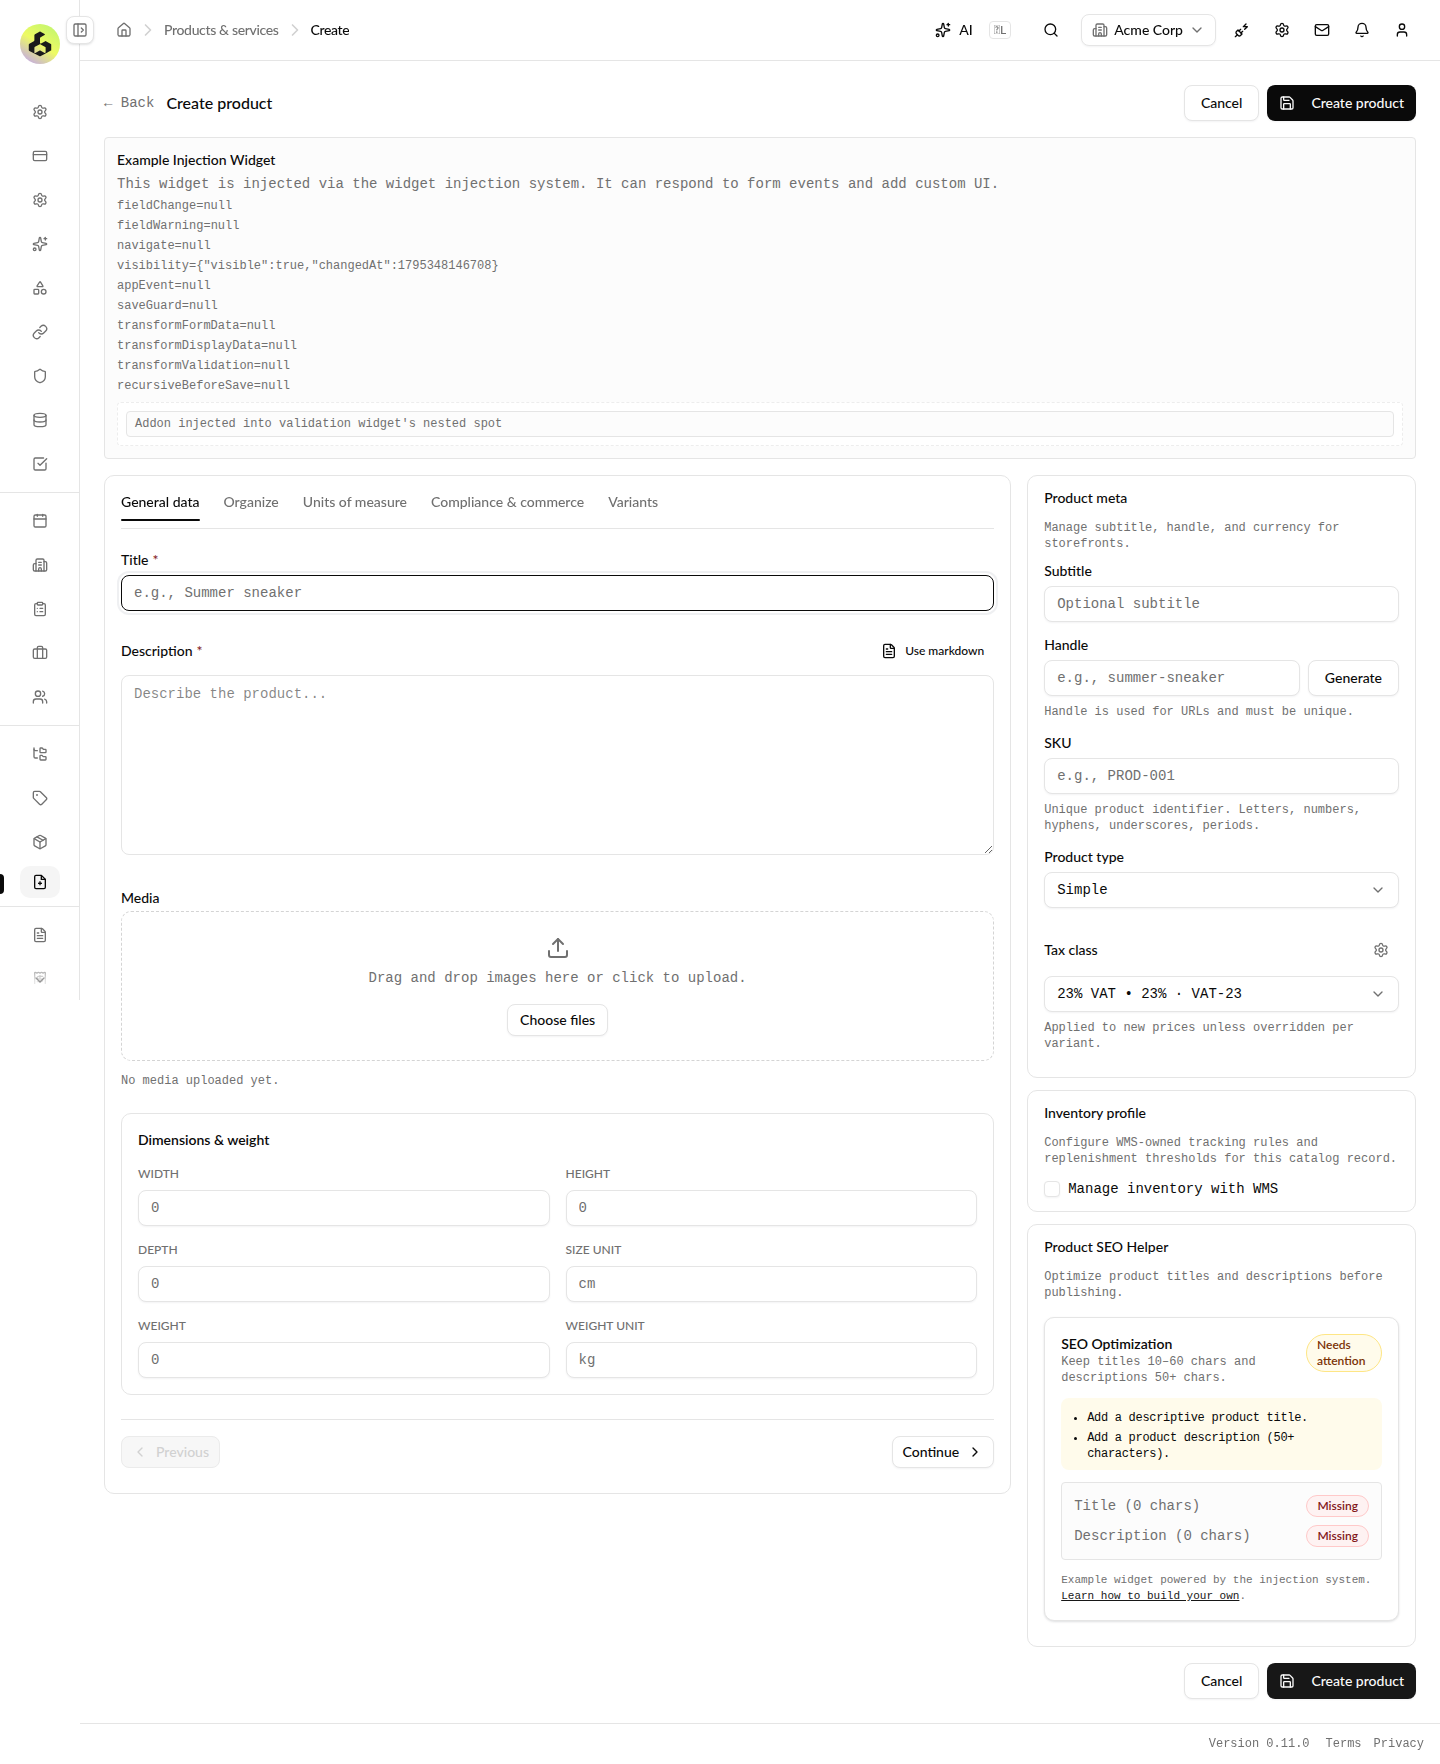 Products & services
Create
AI
L
Acme Corp
← Back
Create product
Cancel
Create product
Example Injection Widget
This widget is injected via the widget injection system. It can respond to form events and add custom UI.
fieldChange=null
fieldWarning=null
navigate=null
visibility={"visible":true,"changedAt":1795348146708}
appEvent=null
saveGuard=null
transformFormData=null
transformDisplayData=null
transformValidation=null
recursiveBeforeSave=null
Addon injected into validation widget's nested spot
General data
Organize
Units of measure
Compliance & commerce
Variants
Title *
e.g., Summer sneaker
Description *
Use markdown
Describe the product...
Media
Drag and drop images here or click to upload.
Choose files
No media uploaded yet.
Dimensions & weight
WIDTH
HEIGHT
0
0
DEPTH
SIZE UNIT
0
cm
WEIGHT
WEIGHT UNIT
0
kg
Previous
Continue
Product meta
Manage subtitle, handle, and currency for
storefronts.
Subtitle
Optional subtitle
Handle
e.g., summer-sneaker
Generate
Handle is used for URLs and must be unique.
SKU
e.g., PROD-001
Unique product identifier. Letters, numbers,
hyphens, underscores, periods.
Product type
Simple
Tax class
23% VAT • 23% · VAT-23
Applied to new prices unless overridden per
variant.
Inventory profile
Configure WMS-owned tracking rules and
replenishment thresholds for this catalog record.
Manage inventory with WMS
Product SEO Helper
Optimize product titles and descriptions before
publishing.
SEO Optimization
Keep titles 10–60 chars and
descriptions 50+ chars.
Needs
attention
• Add a descriptive product title.
• Add a product description (50+
characters).
Title (0 chars)
Missing
Description (0 chars)
Missing
Example widget powered by the injection system.
Learn how to build your own.
Cancel
Create product
Version 0.11.0
Terms
Privacy